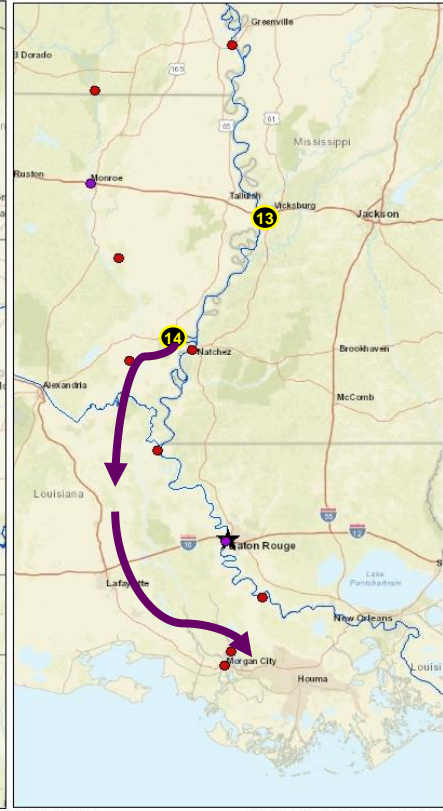 Greenville
El Dorado
165
65
61
Mississippi
Ruston
Monroe
Tallulah
Vicksburg
13
Jackson
14
Natchez
Brookhaven
Alexandria
McComb
Louisiana
55
10
Baton Rouge
12
Lake
Pontchartrain
Lafayette
New Orleans
Morgan City
Houma
Louisi